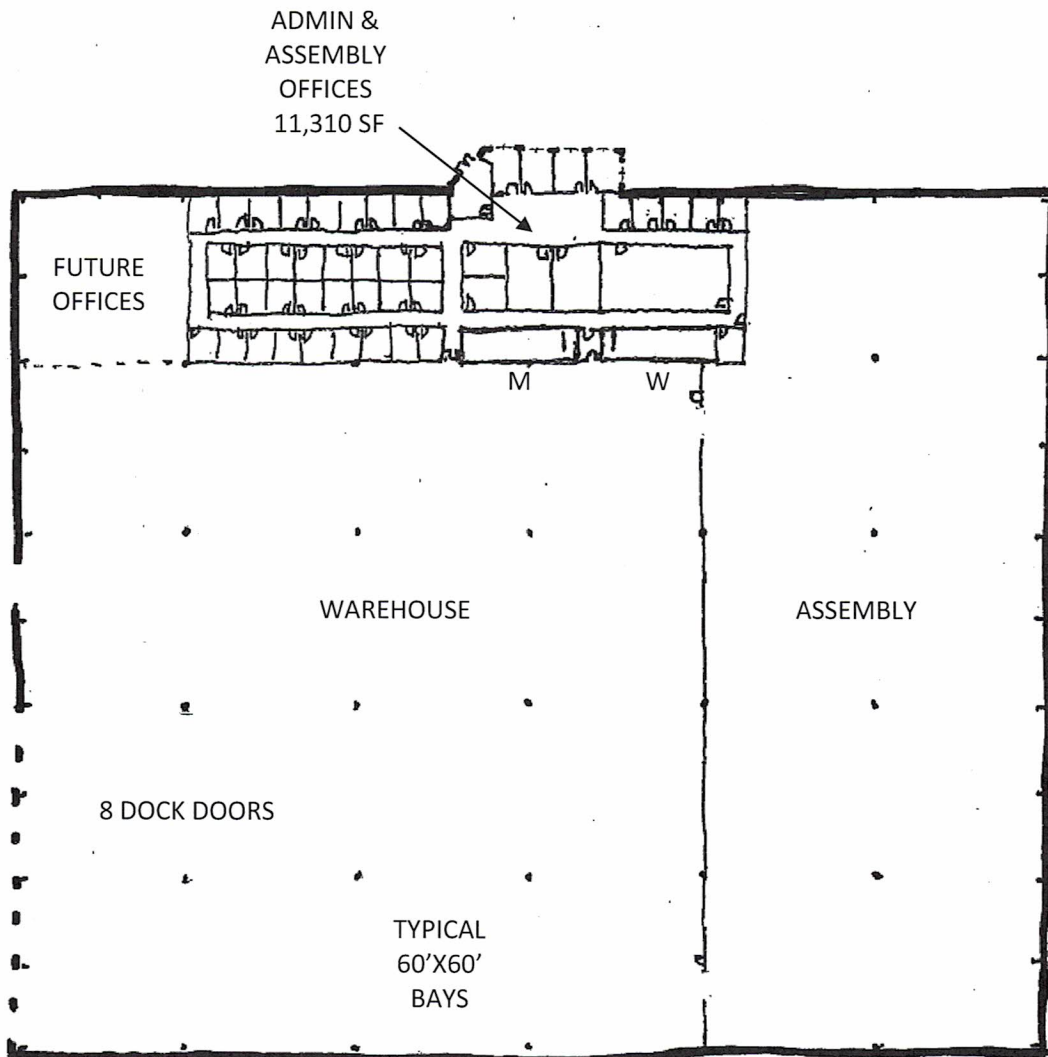 ADMIN &
ASSEMBLY
OFFICES
11,310 SF
FUTURE
OFFICES
M
W
WAREHOUSE
ASSEMBLY
8 DOCK DOORS
TYPICAL
60’X60’
BAYS